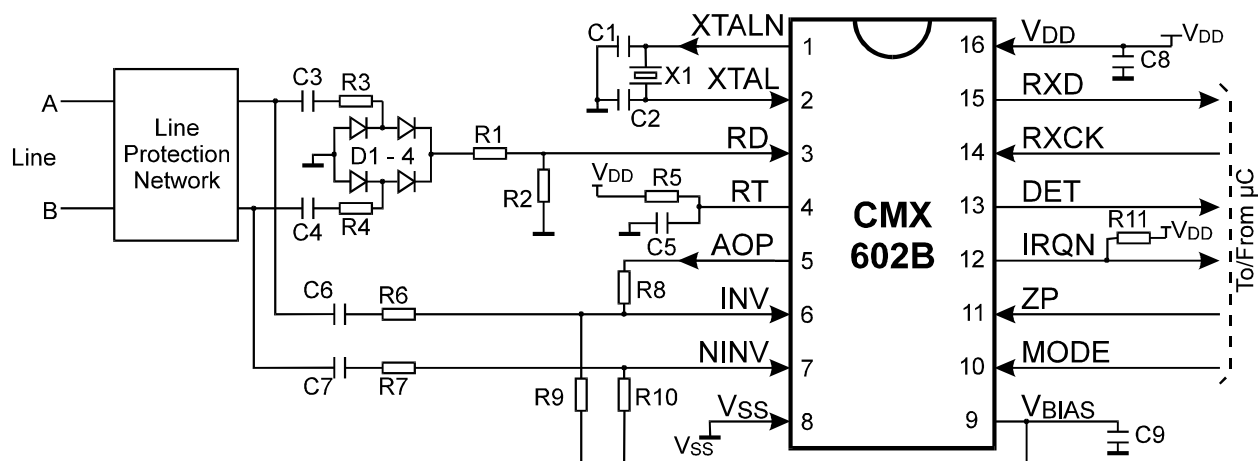 A
Line
B
Line
Protection
Network
C3
R3
D1 - 4
C4
R4
C6
R6
C7
R7
C1
X1
C2
R1
R2
VDD
R5
C5
R8
R9
R10
VSS
XTALN
XTAL
RD
RT
AOP
INV
NINV
VSS
1
2
3
4
5
6
7
8
CMX
602B
16
15
14
13
12
11
10
9
VDD
RXD
RXCK
DET
IRQN
ZP
MODE
VBIAS
VDD
C8
R11
VDD
C9
To/From µC